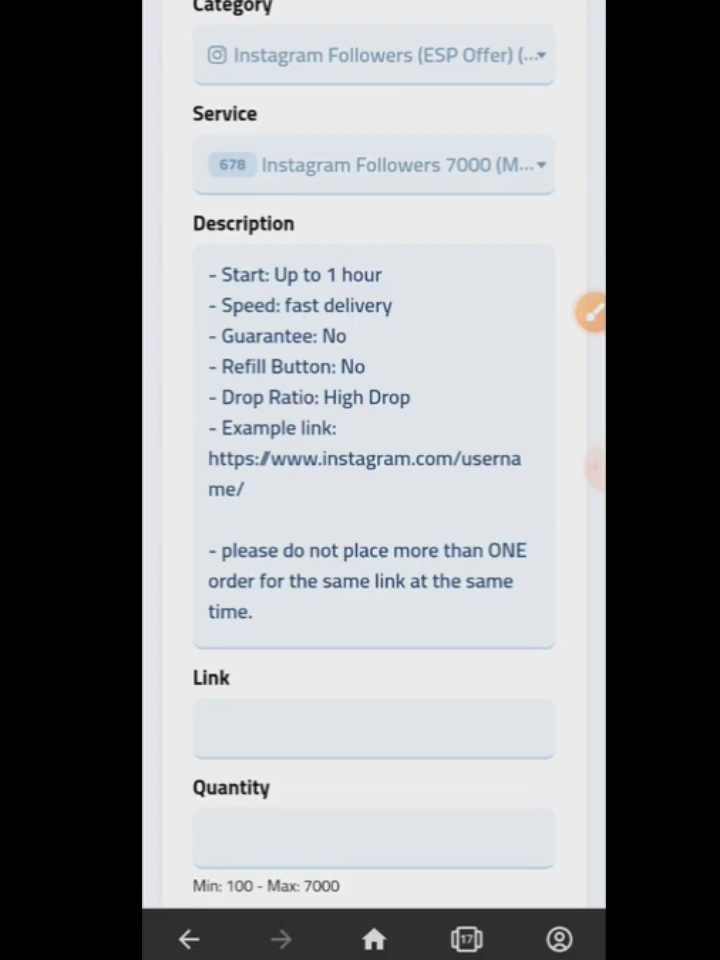 Category
Instagram Followers (ESP Offer) (...
Service
678 Instagram Followers 7000 (M...
Description
- Start: Up to 1 hour
- Speed: fast delivery
- Guarantee: No
- Refill Button: No
- Drop Ratio: High Drop
- Example link:
https://www.instagram.com/userna
me/
- please do not place more than ONE
order for the same link at the same
time.
Link
Quantity
Min: 100 - Max: 7000
17